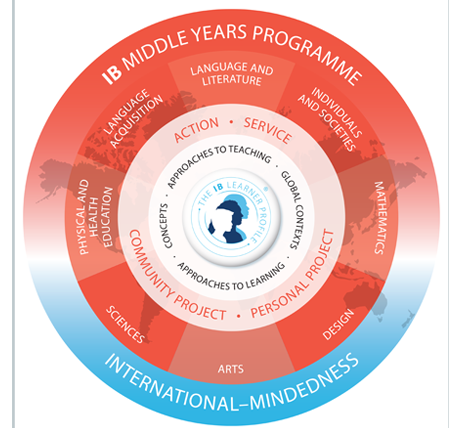 IB MIDDLE YEARS PROGRAMME
LANGUAGE AND
LITERATURE
INDIVIDUALS
AND SOCIETIES
MATHEMATICS
DESIGN
ARTS
SCIENCES
PHYSICAL AND
HEALTH
EDUCATION
LANGUAGE
ACQUISITION
ACTION • SERVICE
PERSONAL PROJECT
•
COMMUNITY PROJECT
APPROACHES TO TEACHING
·
GLOBAL CONTEXTS
·
APPROACHES TO LEARNING
·
CONCEPTS
·
THE IB LEARNER PROFILE
®
INTERNATIONAL–MINDEDNESS